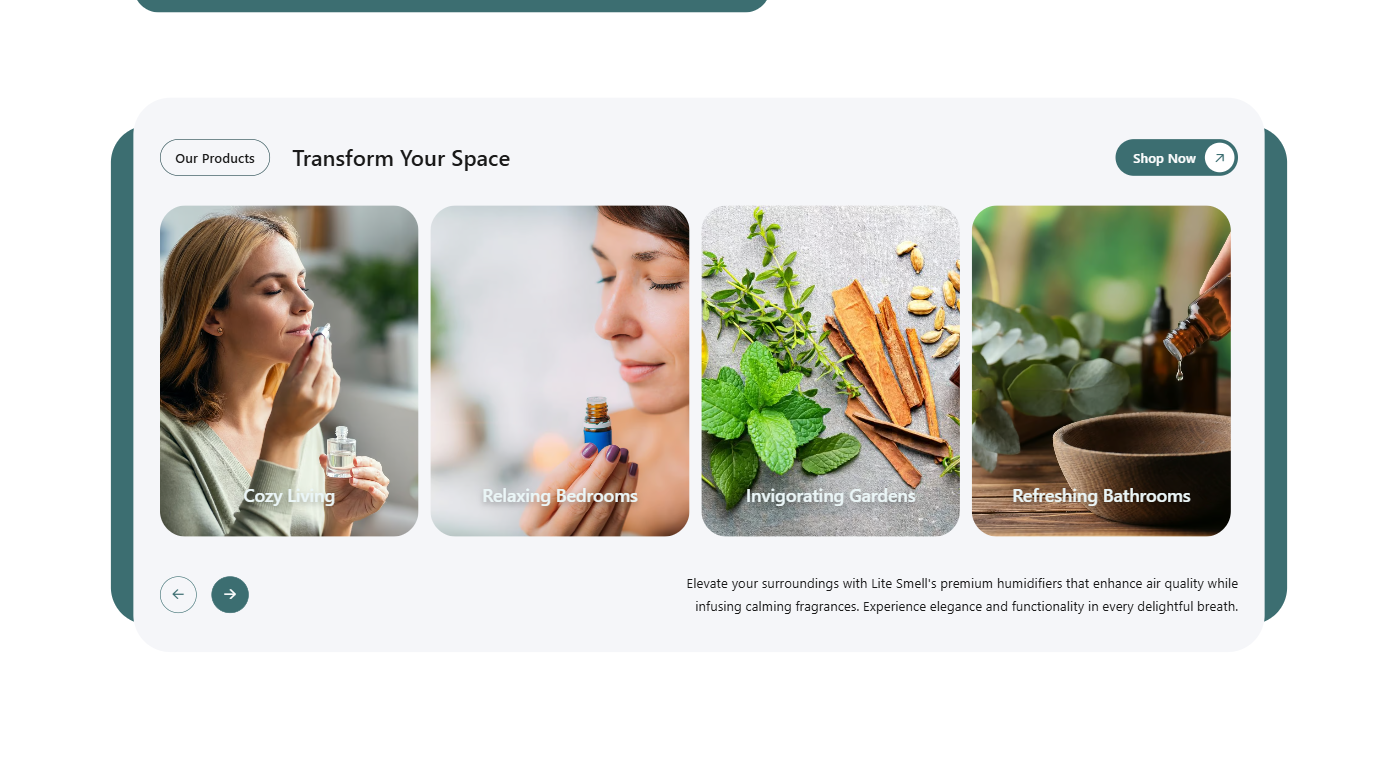 Our Products
Transform Your Space
Shop Now
Cozy Living
Relaxing Bedrooms
Invigorating Gardens
Refreshing Bathrooms
Elevate your surroundings with Lite Smell's premium humidifiers that enhance air quality while
infusing calming fragrances. Experience elegance and functionality in every delightful breath.